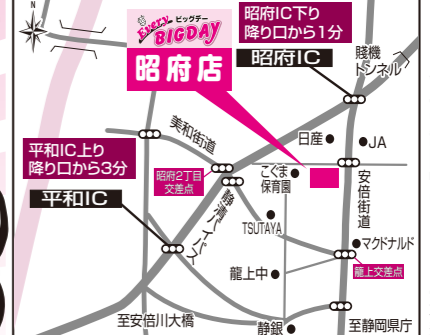 N
Every ビッグデー
BIGDAY
昭府店
昭府IC下り
降り口から1分
昭府IC
賤機
トンネル
美和街道
日産
JA
平和IC上り
降り口から3分
昭府2丁目
交差点
こぐま
保育園
安倍街道
平和IC
静清バイパス
TSUTAYA
マクドナルド
籠上交差点
籠上中
至安倍川大橋
静銀
至静岡県庁